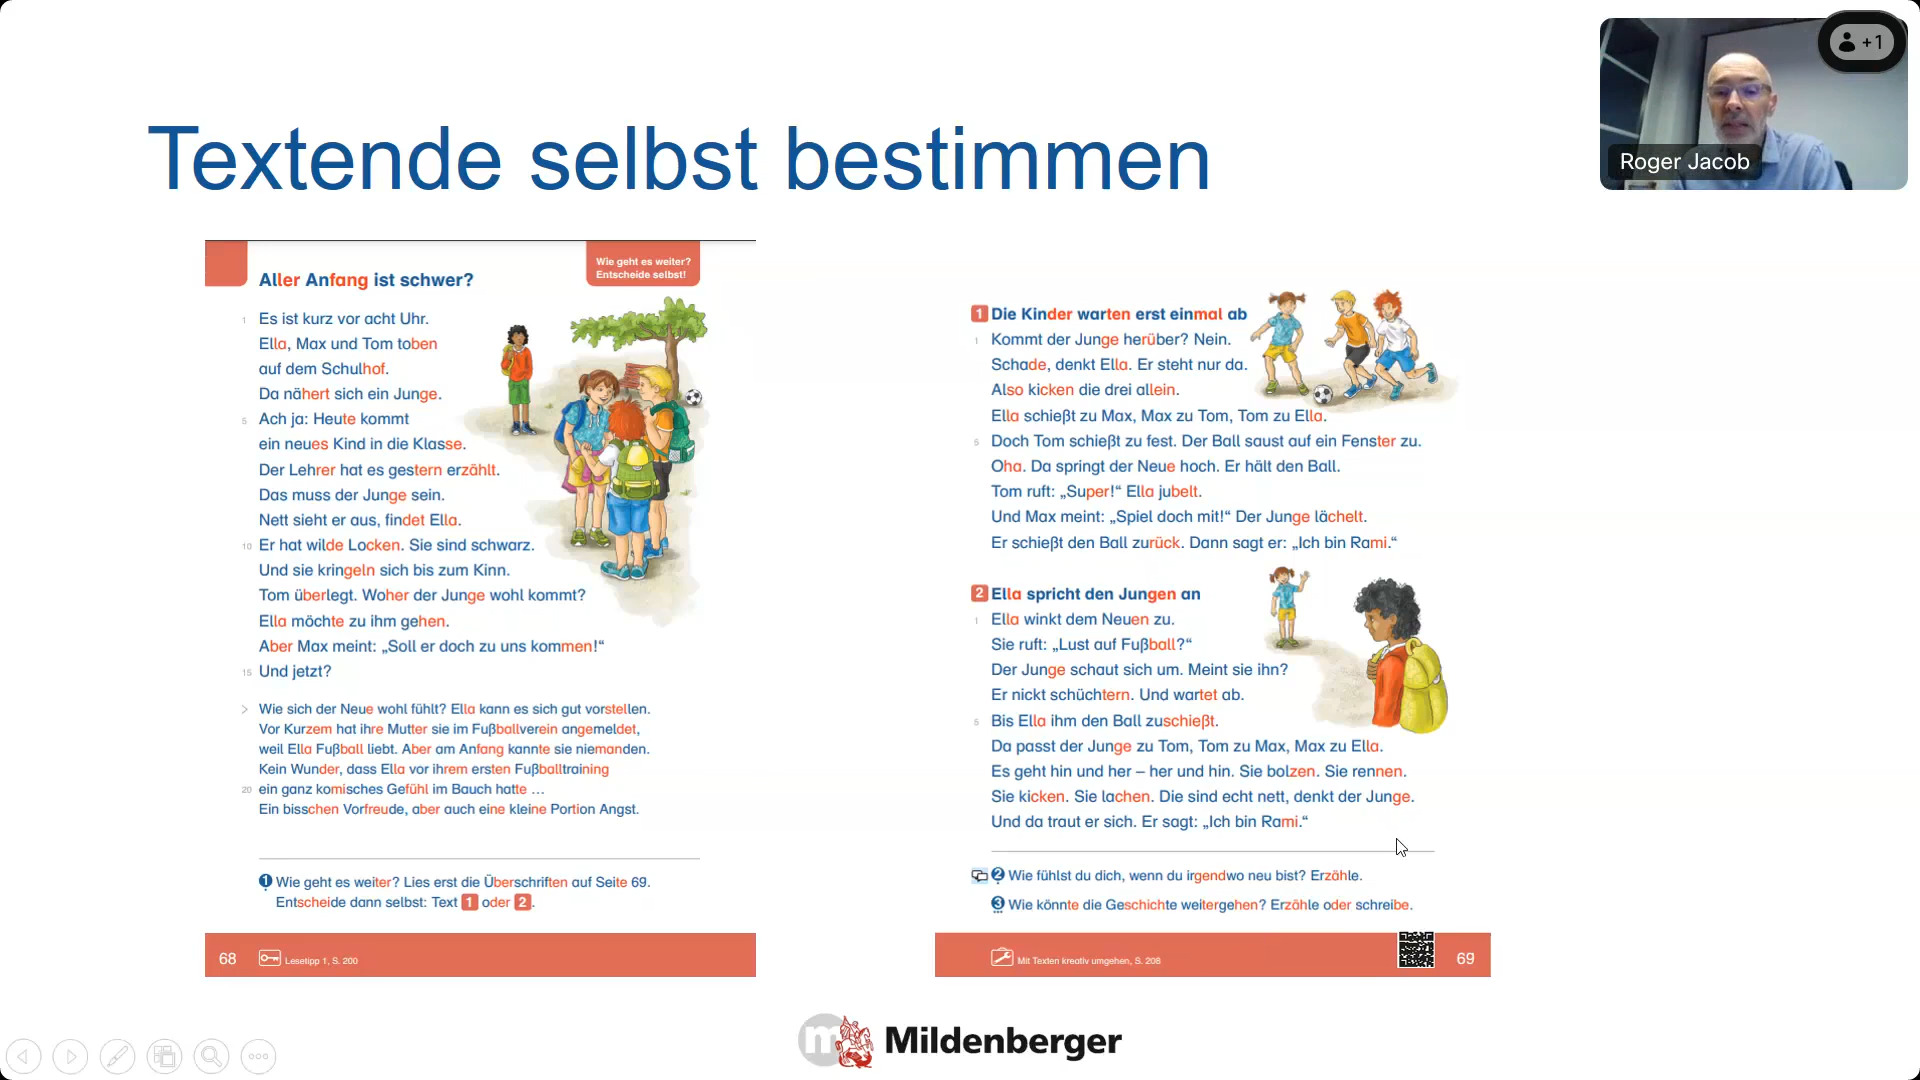 +1
Roger Jacob
Textende selbst bestimmen
Wie geht es weiter?
Entscheide selbst!
Aller Anfang ist schwer?
1 Es ist kurz vor acht Uhr.
Ella, Max und Tom toben
auf dem Schulhof.
Da nähert sich ein Junge.
5 Ach ja: Heute kommt
ein neues Kind in die Klasse.
Der Lehrer hat es gestern erzählt.
Das muss der Junge sein.
Nett sieht er aus, findet Ella.
10 Er hat wilde Locken. Sie sind schwarz.
Und sie kringeln sich bis zum Kinn.
Tom überlegt. Woher der Junge wohl kommt?
Ella möchte zu ihm gehen.
Aber Max meint: „Soll er doch zu uns kommen!“
15 Und jetzt?
> Wie sich der Neue wohl fühlt? Ella kann es sich gut vorstellen.
Vor Kurzem hat ihre Mutter sie im Fußballverein angemeldet,
weil Ella Fußball liebt. Aber am Anfang kannte sie niemanden.
Kein Wunder, dass Ella vor ihrem ersten Fußballtraining
20 ein ganz komisches Gefühl im Bauch hatte …
Ein bisschen Vorfreude, aber auch eine kleine Portion Angst.
1 Wie geht es weiter? Lies erst die Überschriften auf Seite 69.
Entscheide dann selbst: Text 1 oder 2.
68 Lesetipp 1, S. 200
1 Die Kinder warten erst einmal ab
1 Kommt der Junge herüber? Nein.
Schade, denkt Ella. Er steht nur da.
Also kicken die drei allein.
Ella schießt zu Max, Max zu Tom, Tom zu Ella.
5 Doch Tom schießt zu fest. Der Ball saust auf ein Fenster zu.
Oha. Da springt der Neue hoch. Er hält den Ball.
Tom ruft: „Super!“ Ella jubelt.
Und Max meint: „Spiel doch mit!“ Der Junge lächelt.
Er schießt den Ball zurück. Dann sagt er: „Ich bin Rami.“
2 Ella spricht den Jungen an
1 Ella winkt dem Neuen zu.
Sie ruft: „Lust auf Fußball?“
Der Junge schaut sich um. Meint sie ihn?
Er nickt schüchtern. Und wartet ab.
5 Bis Ella ihm den Ball zuschießt.
Da passt der Junge zu Tom, Tom zu Max, Max zu Ella.
Es geht hin und her – her und hin. Sie bolzen. Sie rennen.
Sie kicken. Sie lachen. Die sind echt nett, denkt der Junge.
Und da traut er sich. Er sagt: „Ich bin Rami.“
2 Wie fühlst du dich, wenn du irgendwo neu bist? Erzähle.
3 Wie könnte die Geschichte weitergehen? Erzähle oder schreibe.
Mit Texten kreativ umgehen, S. 208 69
m Mildenberger